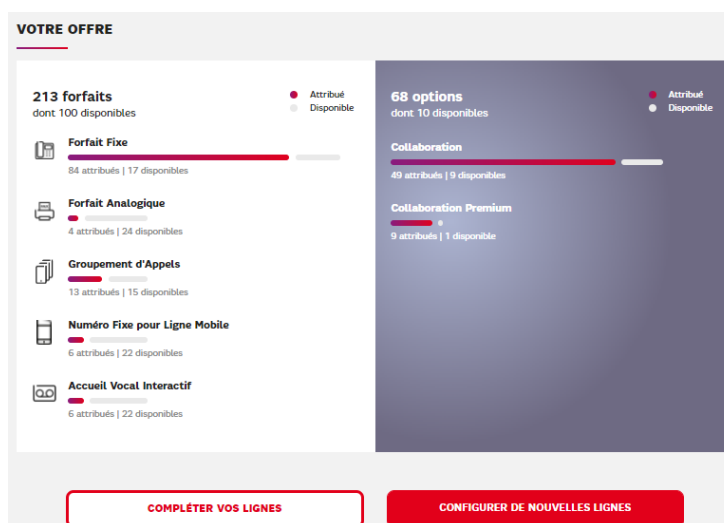 VOTRE OFFRE
213 forfaits
dont 100 disponibles
Attribué
Disponible
Forfait Fixe
84 attribués | 17 disponibles
Forfait Analogique
4 attribués | 24 disponibles
Groupement d'Appels
13 attribués | 15 disponibles
Numéro Fixe pour Ligne Mobile
6 attribués | 22 disponibles
Accueil Vocal Interactif
6 attribués | 22 disponibles
68 options
dont 10 disponibles
Attribué
Disponible
Collaboration
49 attribués | 9 disponibles
Collaboration Premium
9 attribués | 1 disponible
COMPLÉTER VOS LIGNES
CONFIGURER DE NOUVELLES LIGNES